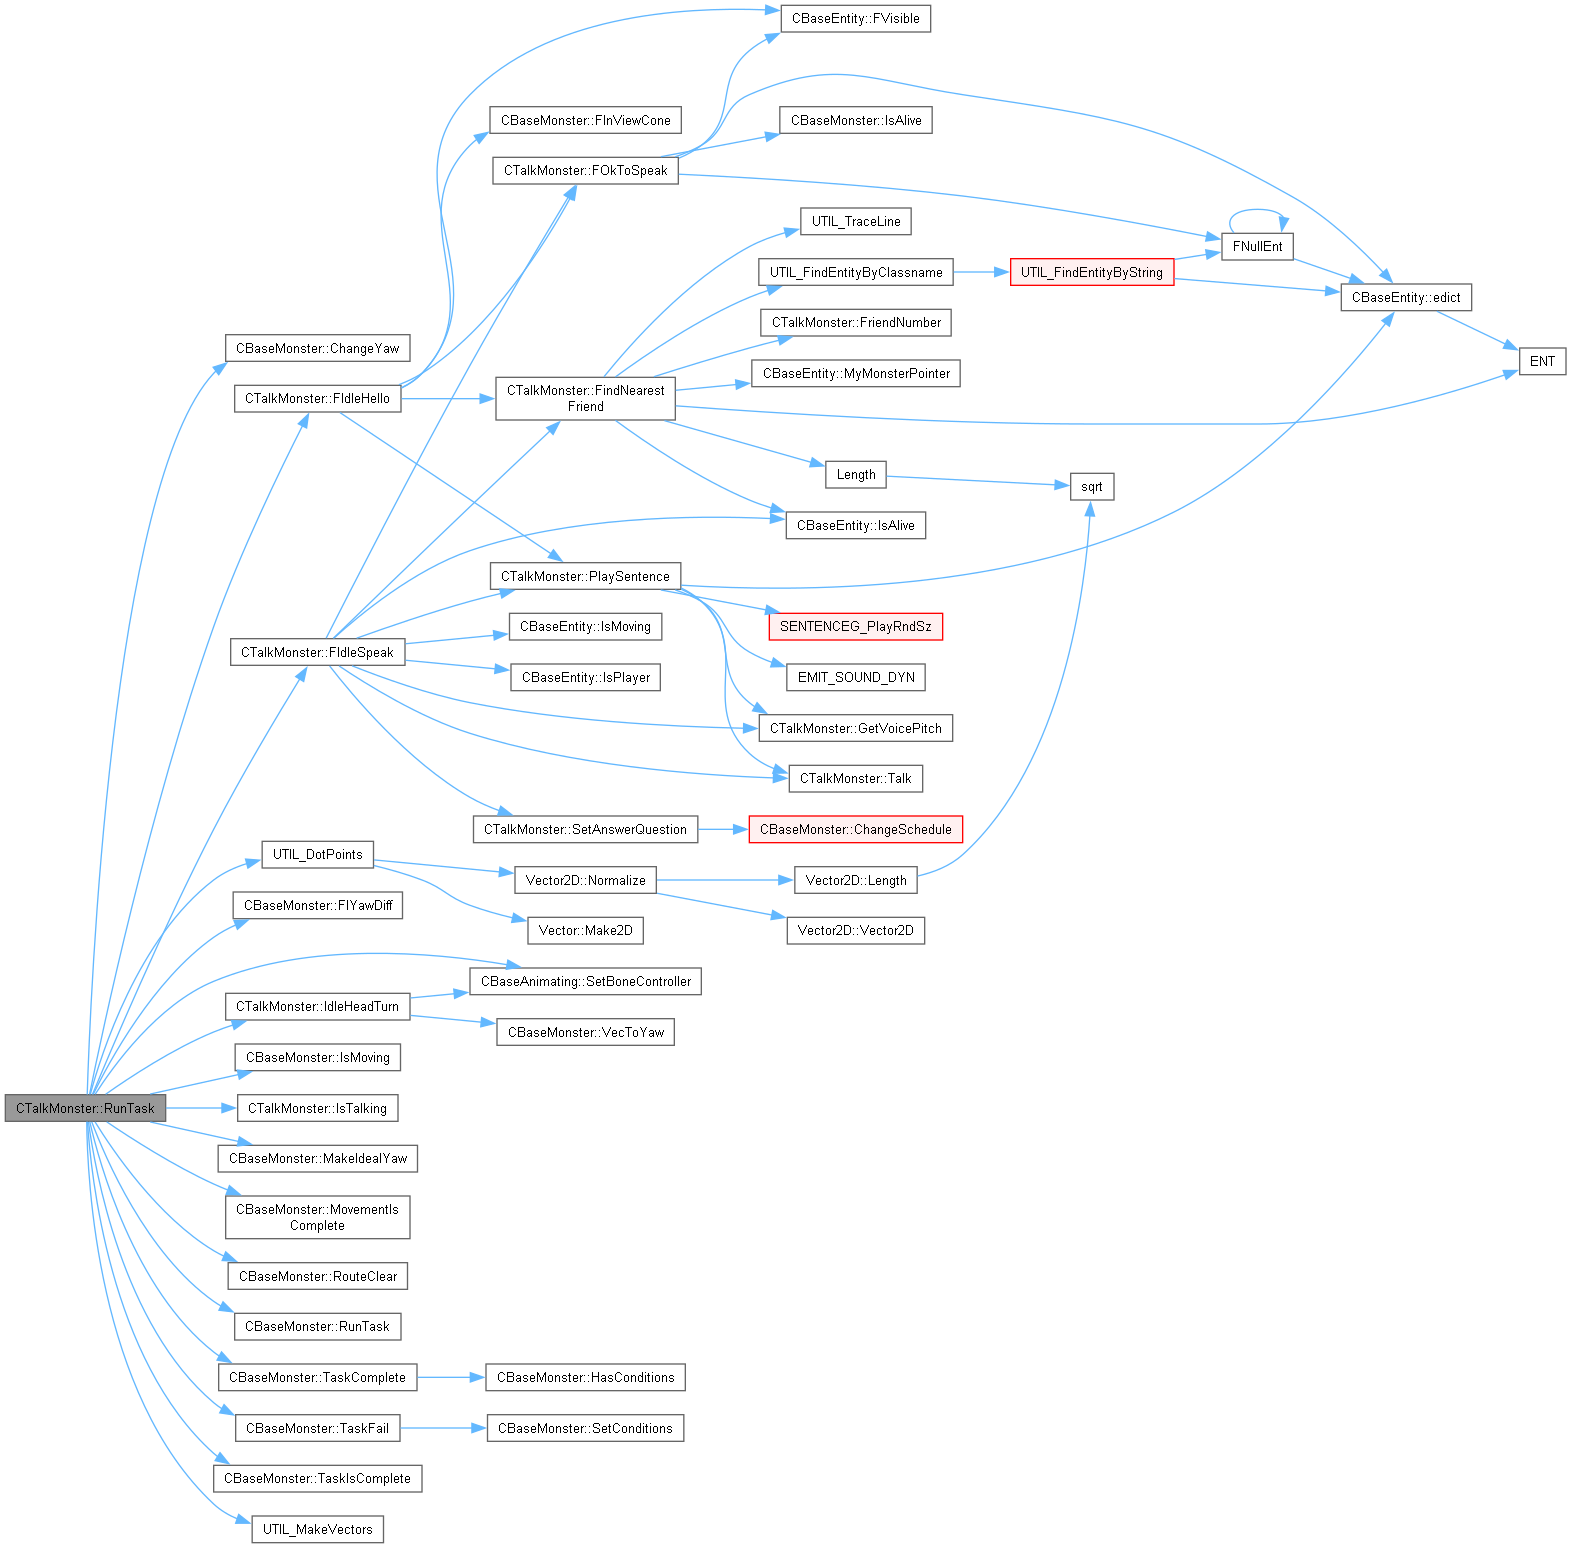 CBaseEntity::FVisible
CBaseMonster::FInViewCone
CBaseMonster::IsAlive
CTalkMonster::FOkToSpeak
UTIL_TraceLine
FNullEnt
UTIL_FindEntityByClassname
UTIL_FindEntityByString
CBaseEntity::edict
CTalkMonster::FriendNumber
CBaseMonster::ChangeYaw
ENT
CBaseEntity::MyMonsterPointer
CTalkMonster::FIdleHello
CTalkMonster::FindNearest
Friend
Length
sqrt
CBaseEntity::IsAlive
CTalkMonster::PlaySentence
CBaseEntity::IsMoving
SENTENCEG_PlayRndSz
CTalkMonster::FIdleSpeak
CBaseEntity::IsPlayer
EMIT_SOUND_DYN
CTalkMonster::GetVoicePitch
CTalkMonster::Talk
CTalkMonster::SetAnswerQuestion
CBaseMonster::ChangeSchedule
UTIL_DotPoints
Vector2D::Normalize
Vector2D::Length
CBaseMonster::FlYawDiff
Vector::Make2D
Vector2D::Vector2D
CBaseAnimating::SetBoneController
CTalkMonster::IdleHeadTurn
CBaseMonster::VecToYaw
CBaseMonster::IsMoving
CTalkMonster::RunTask
CTalkMonster::IsTalking
CBaseMonster::MakeIdealYaw
CBaseMonster::MovementIs
Complete
CBaseMonster::RouteClear
CBaseMonster::RunTask
CBaseMonster::TaskComplete
CBaseMonster::HasConditions
CBaseMonster::TaskFail
CBaseMonster::SetConditions
CBaseMonster::TaskIsComplete
UTIL_MakeVectors